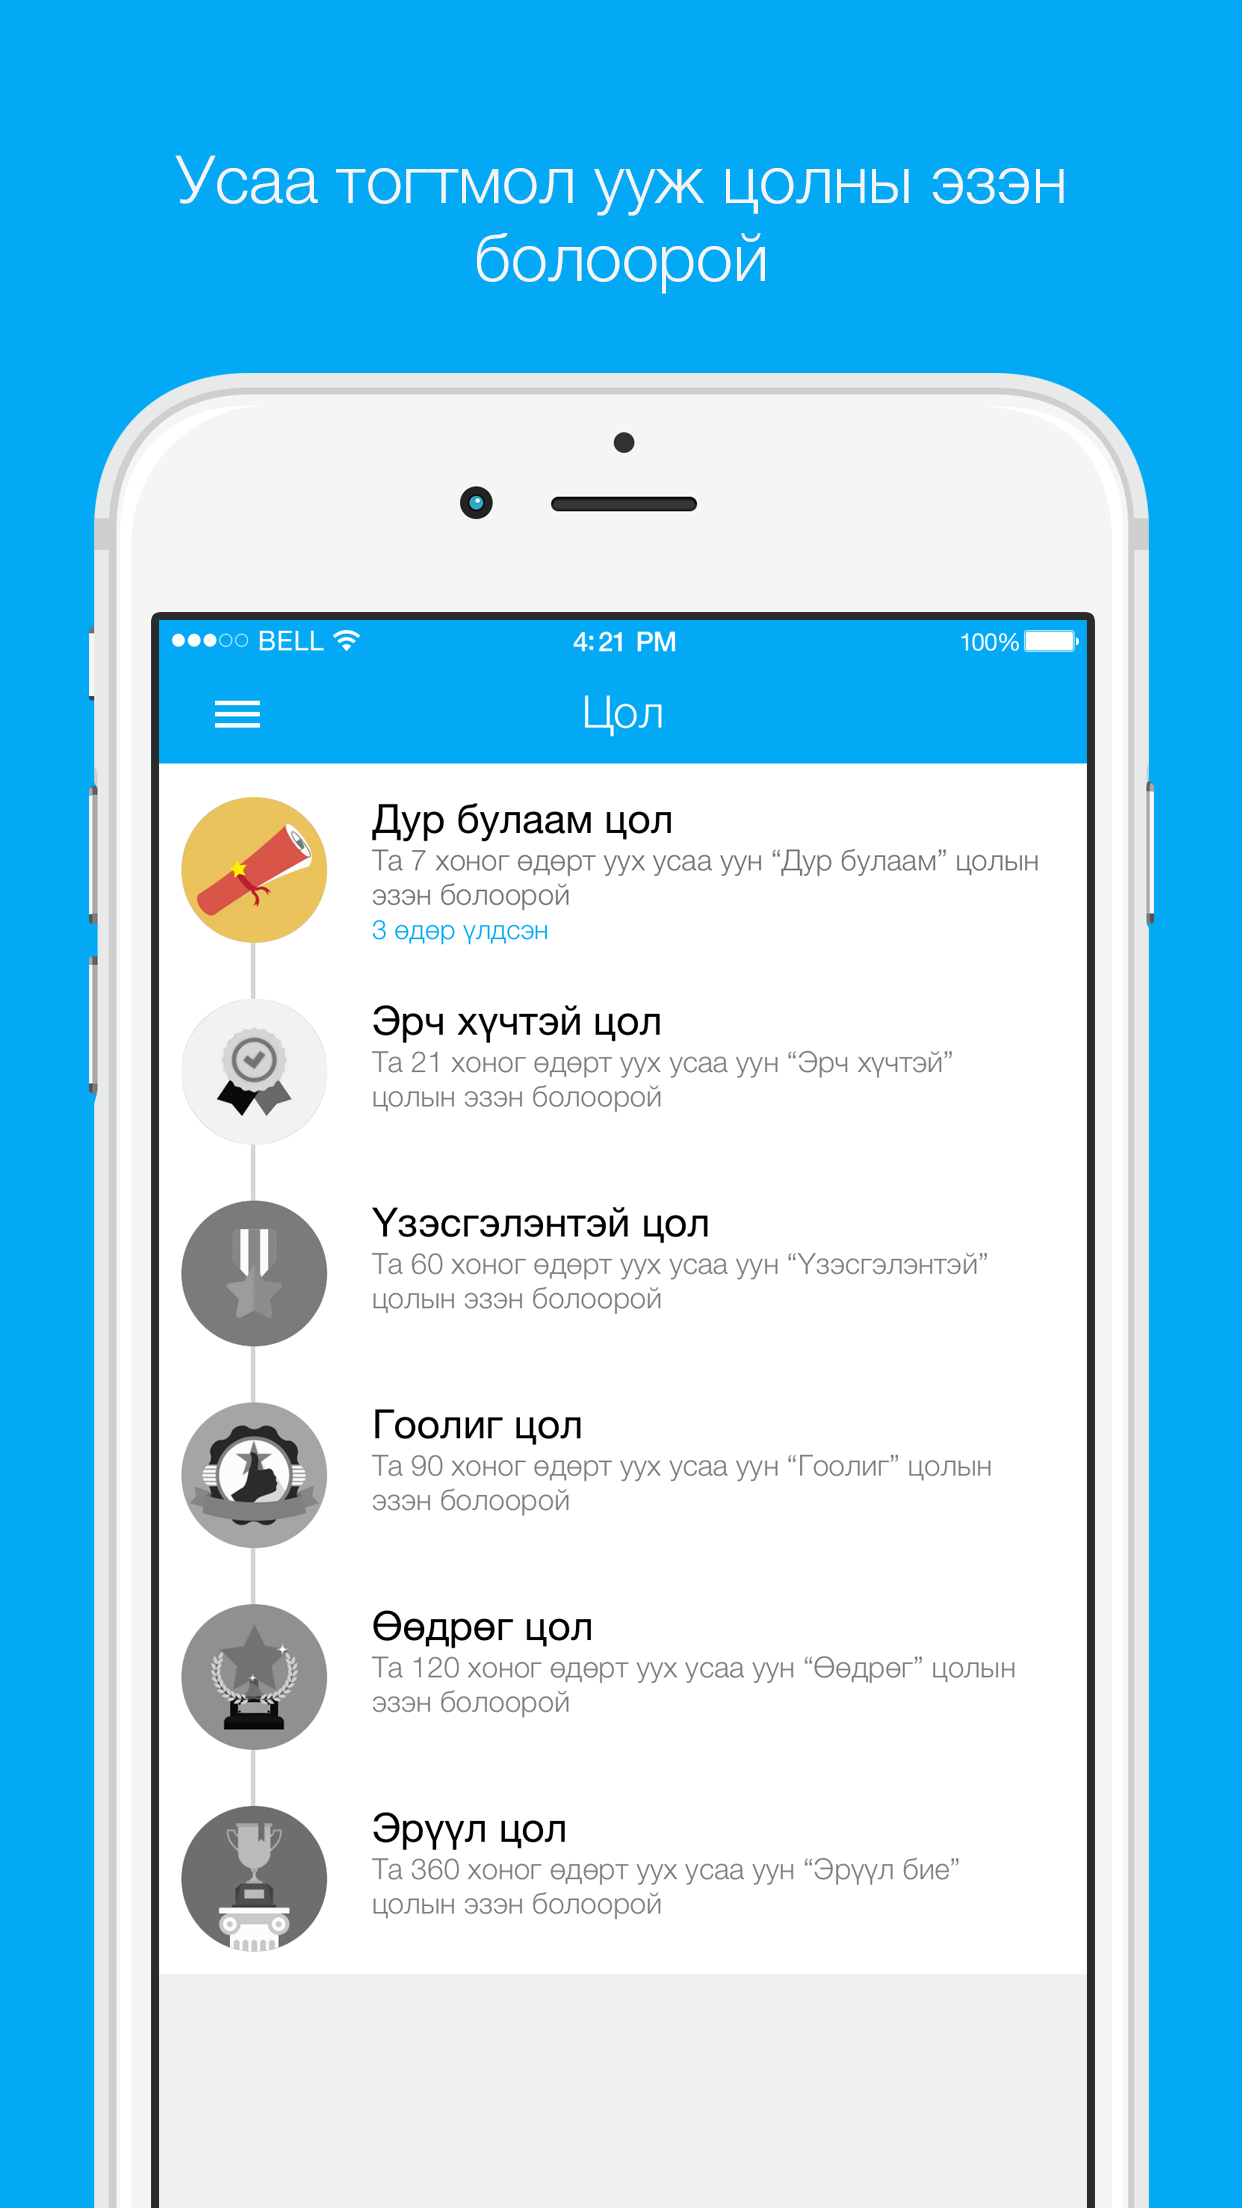 Усаа тогтмол ууж цолны эзэн
болоорой
BELL
4:21 PM
100%
Цол
Дур булаам цол
Та 7 хоног өдөрт уух усаа уун “Дур булаам” цолын
эзэн болоорой
3 өдөр үлдсэн
Эрч хүчтэй цол
Та 21 хоног өдөрт уух усаа уун “Эрч хүчтэй”
цолын эзэн болоорой
Үзэсгэлэнтэй цол
Та 60 хоног өдөрт уух усаа уун “Үзэсгэлэнтэй”
цолын эзэн болоорой
Гоолиг цол
Та 90 хоног өдөрт уух усаа уун “Гоолиг” цолын
эзэн болоорой
Өөдрөг цол
Та 120 хоног өдөрт уух усаа уун “Өөдрөг” цолын
эзэн болоорой
Эрүүл цол
Та 360 хоног өдөрт уух усаа уун “Эрүүл бие”
цолын эзэн болоорой